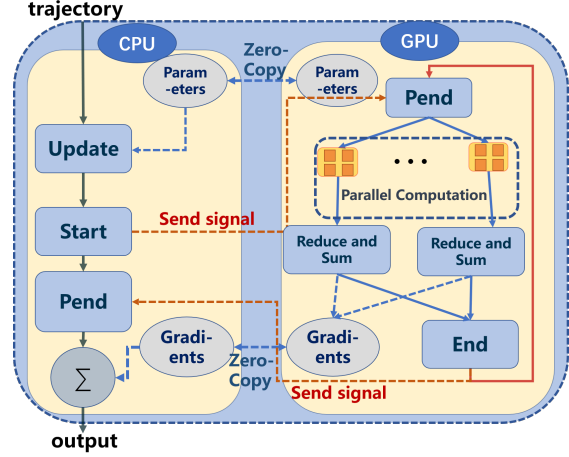 trajectory
CPU
GPU
Param
-eters
Zero-
Copy
Param
-eters
Pend
Update
• • •
Parallel Computation
Start
Send signal
Reduce and
Sum
Reduce and
Sum
Pend
Gradi-
ents
Zero-
Copy
Gradi-
ents
End
∑
Send signal
output